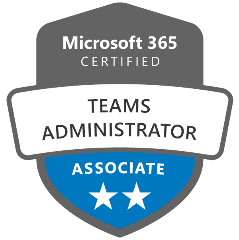 Microsoft 365
CERTIFIED
TEAMS
ADMINISTRATOR
ASSOCIATE